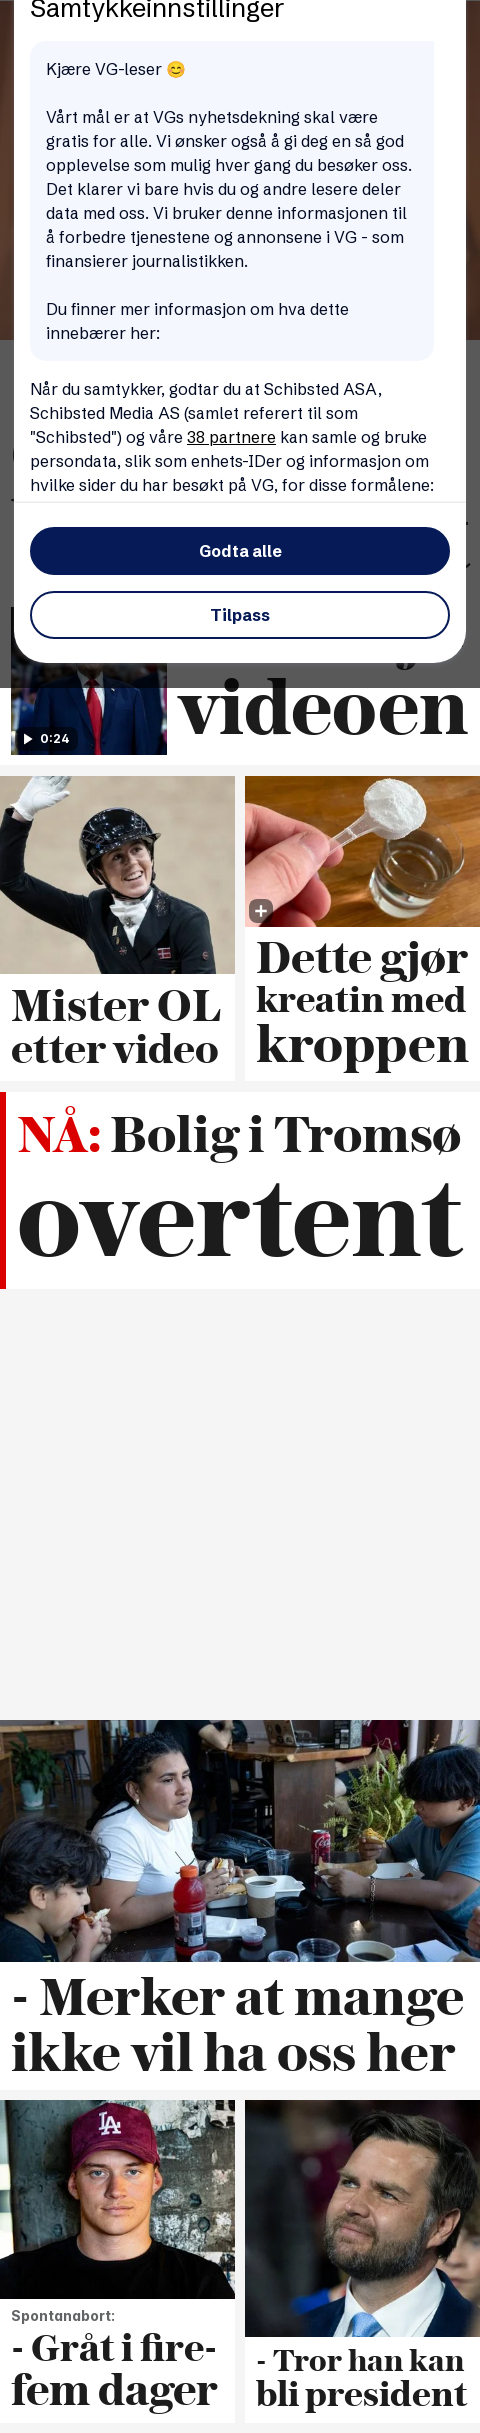 Samtykkeinnstillinger
Kjære VG-leser 😊
Vårt mål er at VGs nyhetsdekning skal være
gratis for alle. Vi ønsker også å gi deg en så god
opplevelse som mulig hver gang du besøker oss.
Det klarer vi bare hvis du og andre lesere deler
data med oss. Vi bruker denne informasjonen til
å forbedre tjenestene og annonsene i VG - som
finansierer journalistikken.
Du finner mer informasjon om hva dette
innebærer her:
Når du samtykker, godtar du at Schibsted ASA,
Schibsted Media AS (samlet referert til som
"Schibsted") og våre 38 partnere kan samle og bruke
persondata, slik som enhets-IDer og informasjon om
hvilke sider du har besøkt på VG, for disse formålene:
Godta alle
Tilpass
videoen
0:24
Mister OL
etter video
Dette gjør
kreatin med
kroppen
NÅ: Bolig i Tromsø
overtent
- Merker at mange
ikke vil ha oss her
LA
Spontanabort:
- Gråt i fire-
fem dager
- Tror han kan
bli president